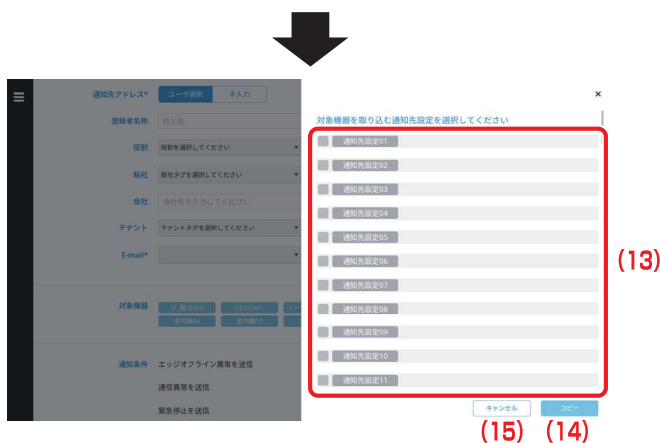 通知先アドレス* ユーザ選択 手入力
登録者名称 姓と名
役割 役割を選択してください
販社 販社タグを選択してください
会社 会社名を入力してください
テナント テナントタグを選択してください
E-mail*
対象機器
通知条件 エッジオフライン異常を送信
通信異常を送信
緊急停止を送信
×
対象機器を取り込む通知先設定を選択してください
通知先設定01
通知先設定02
通知先設定03
通知先設定04
通知先設定05
通知先設定06
通知先設定07
通知先設定08
通知先設定09
通知先設定10
通知先設定11
(13)
キャンセル コピー
(15) (14)